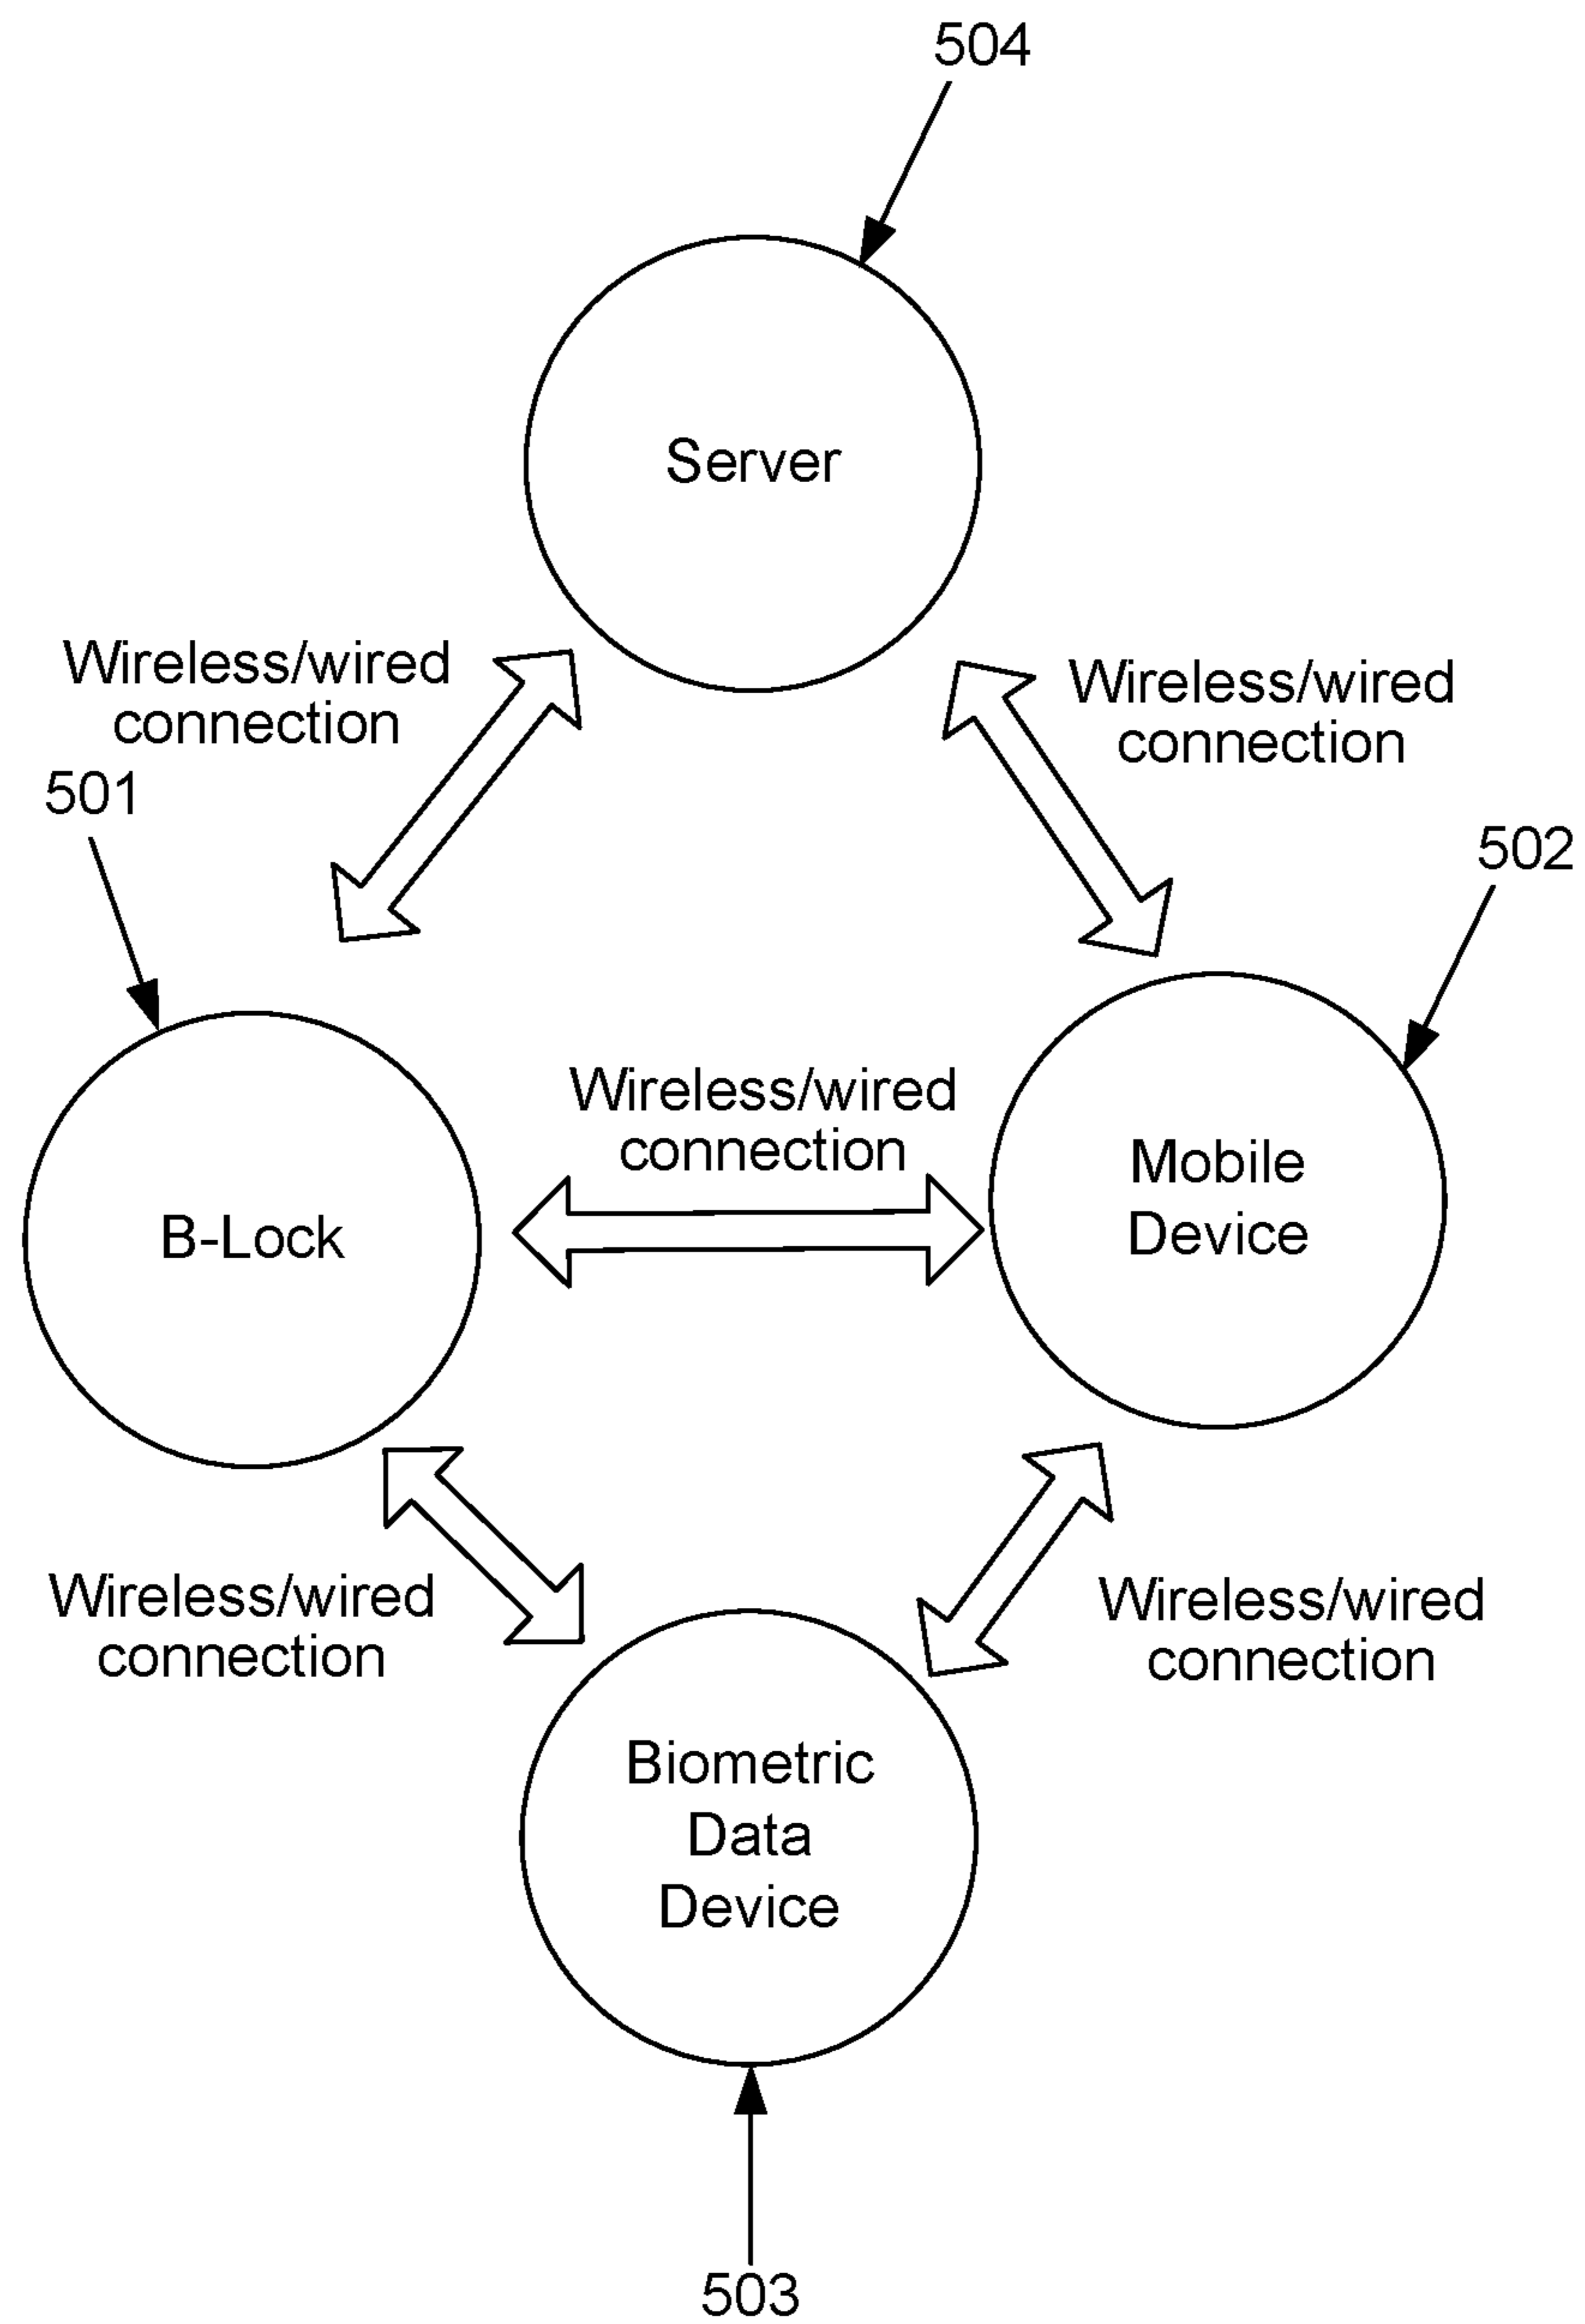 504
Server
Wireless/wired
connection
Wireless/wired
connection
501
502
Wireless/wired
connection
B-Lock
Mobile
Device
Wireless/wired
connection
Wireless/wired
connection
Biometric
Data
Device
503